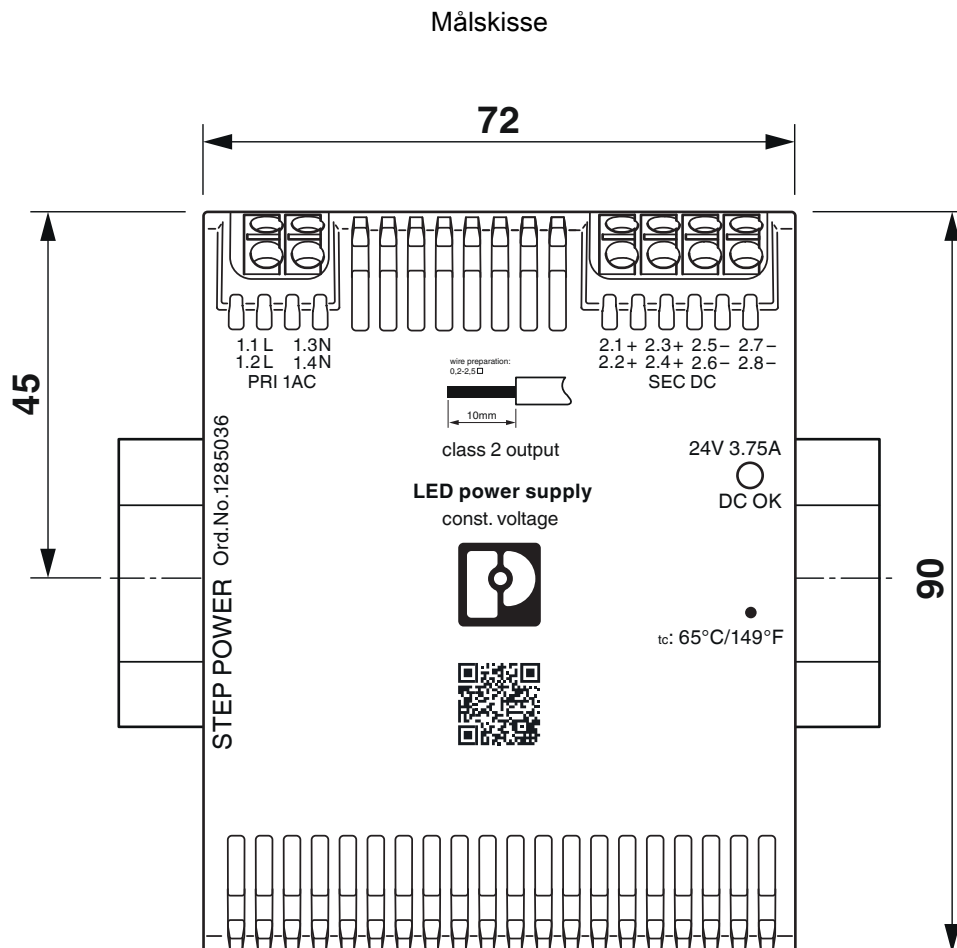 Målskisse
72
45
90
1.1 L 1.3 N
1.2 L 1.4 N
PRI 1AC
wire preparation:
0,2-2,5 □
10mm
2.1 + 2.3 + 2.5 – 2.7 –
2.2 + 2.4 + 2.6 – 2.8 –
SEC DC
class 2 output
24V 3.75A
DC OK
LED power supply
const. voltage
tc: 65°C/149°F
STEP POWER Ord.No.1285036